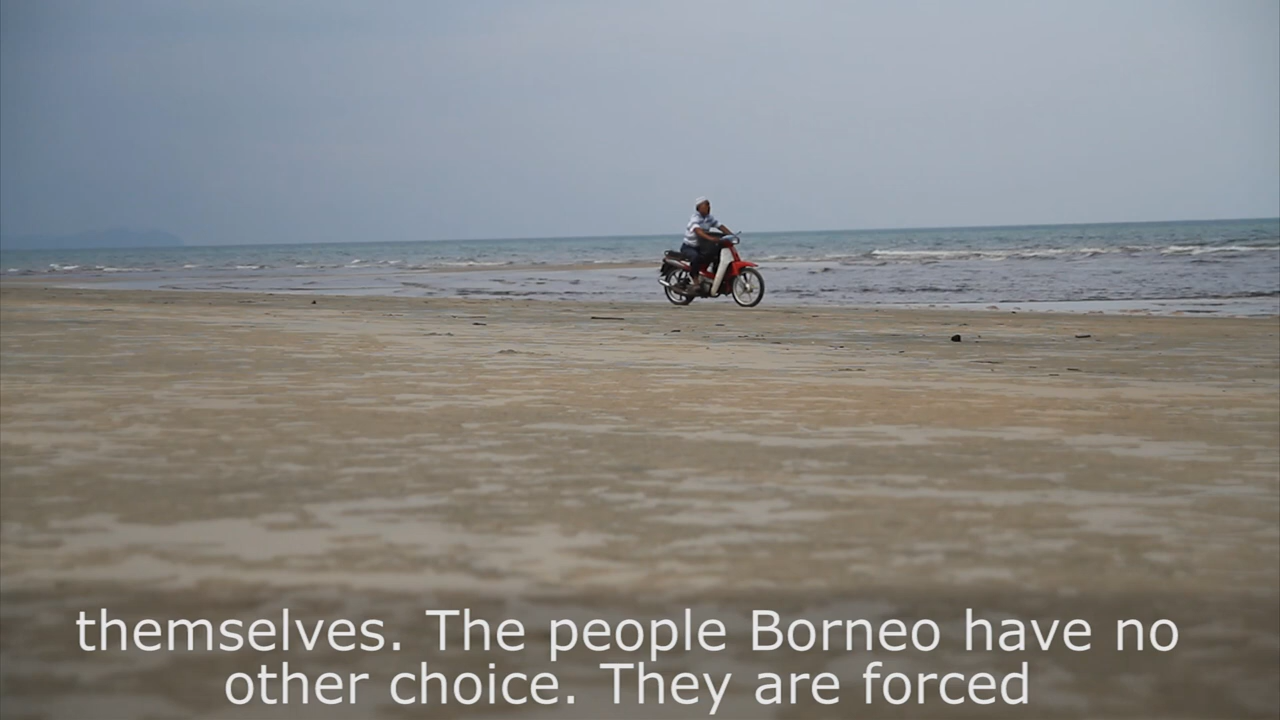 themselves. The people Borneo have no
other choice. They are forced